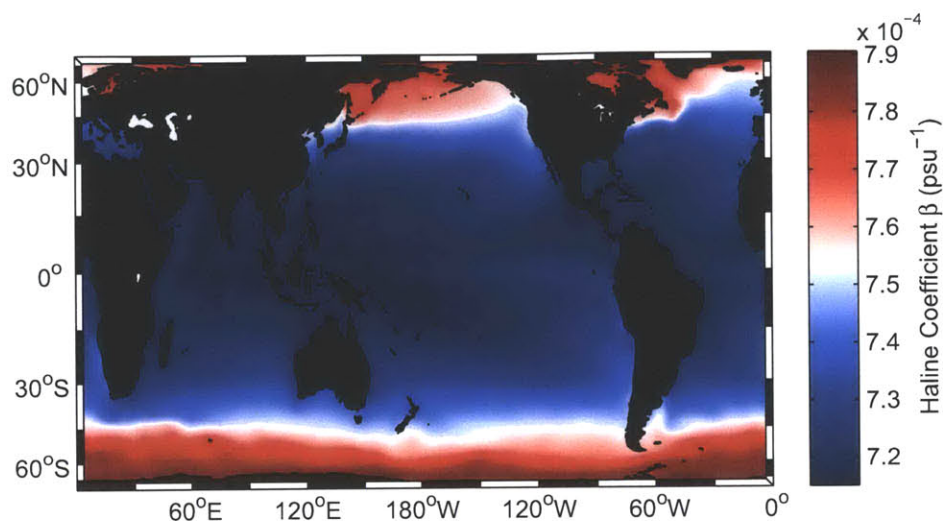 x 10⁻⁴
60°N
30°N
0°
30°S
60°S
60°E
120°E
180°W
120°W
60°W
0°
7.9
7.8
7.7
7.6
7.5
7.4
7.3
7.2
Haline Coefficient β (psu⁻¹)